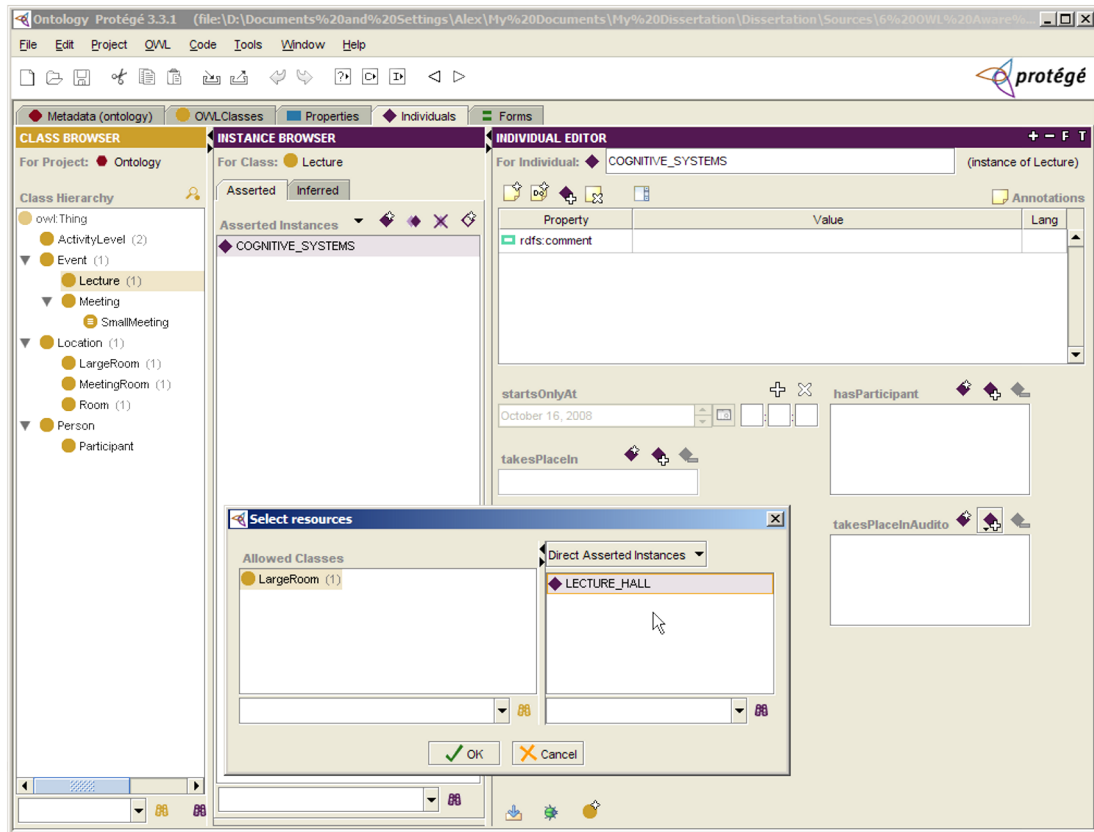 Ontology Protégé 3.3.1 (file:\D:\Documents%20and%20Settings\Alex\My%20Documents\My%20Dissertation\Dissertation\Sources\6%20OWL%20Aware%...
File Edit Project OWL Code Tools Window Help
protégé
Metadata (ontology) OWLClasses Properties Individuals Forms
CLASS BROWSER
For Project: Ontology
Class Hierarchy
owl:Thing
ActivityLevel (2)
Event (1)
Lecture (1)
Meeting
SmallMeeting
Location (1)
LargeRoom (1)
MeetingRoom (1)
Room (1)
Person
Participant
INSTANCE BROWSER
For Class: Lecture
Asserted Inferred
Asserted Instances
COGNITIVE_SYSTEMS
INDIVIDUAL EDITOR + − F T
For Individual: COGNITIVE_SYSTEMS (instance of Lecture)
Annotations
Property Value Lang
rdfs:comment
startsOnlyAt
October 16, 2008 : :
hasParticipant
takesPlaceIn
takesPlaceInAudito
Select resources
Allowed Classes
LargeRoom (1)
Direct Asserted Instances
LECTURE_HALL
OK Cancel